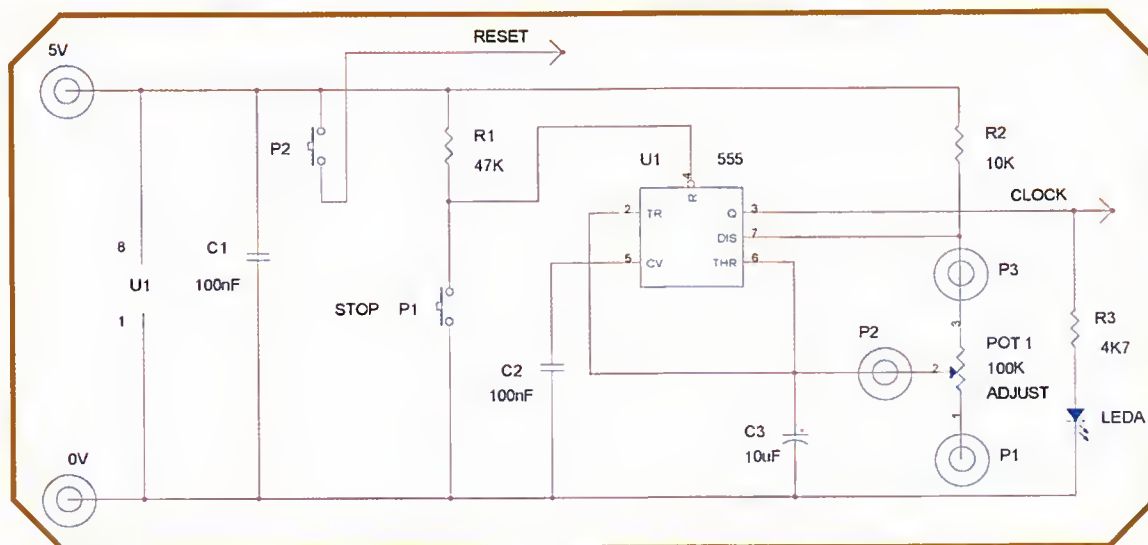 RESET
5V
P2
R1
47K
U1 555
4
R
R2
10K
CLOCK
2 TR Q 3
DIS 7
5 CV THR 6
8
U1
1
C1
100nF
STOP P1
P3
3
R3
4K7
P2
2
POT 1
100K
ADJUST
C2
100nF
LEDA
1
C3
10uF
+
P1
0V